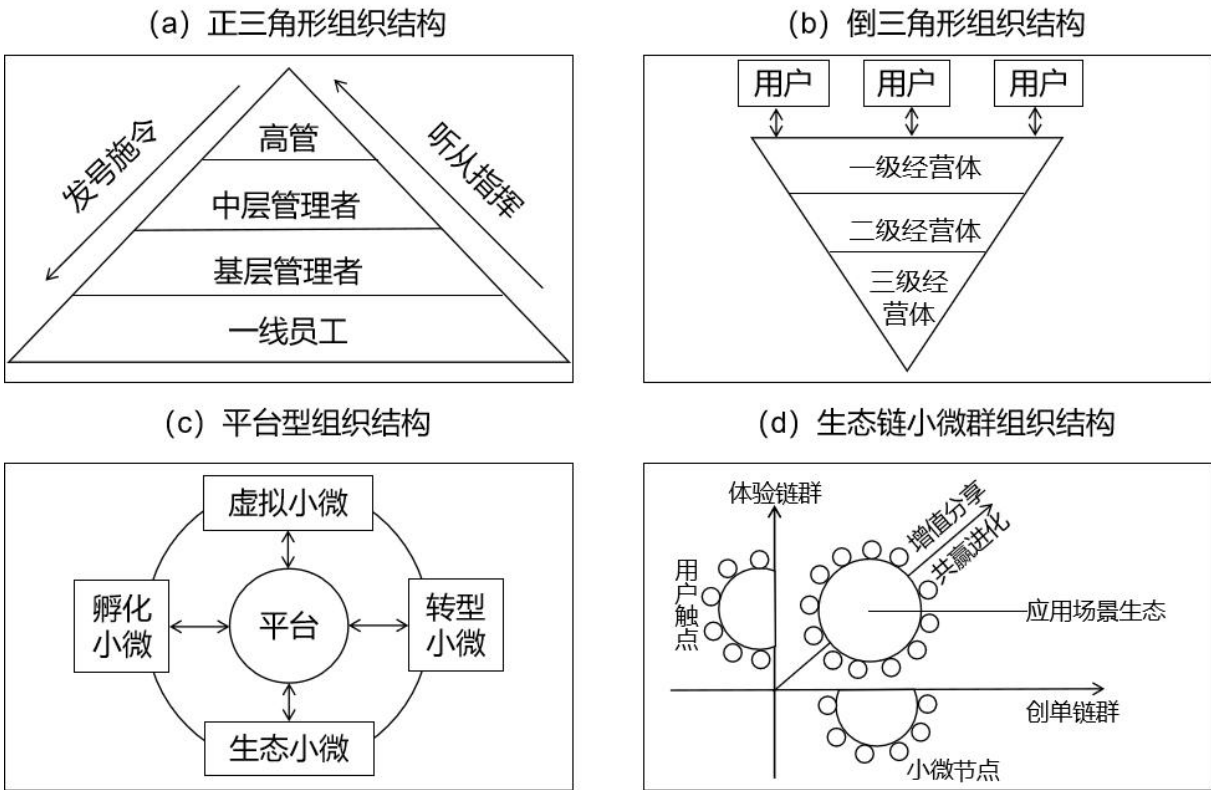 (a) 正三角形组织结构
发号施令
听从指挥
高管
中层管理者
基层管理者
一线员工
(b) 倒三角形组织结构
用户
用户
用户
一级经营体
二级经营体
三级经
营体
(c) 平台型组织结构
虚拟小微
孵化
小微
平台
转型
小微
生态小微
(d) 生态链小微群组织结构
体验链群
增值分享
共赢进化
用户触点
应用场景生态
创单链群
小微节点